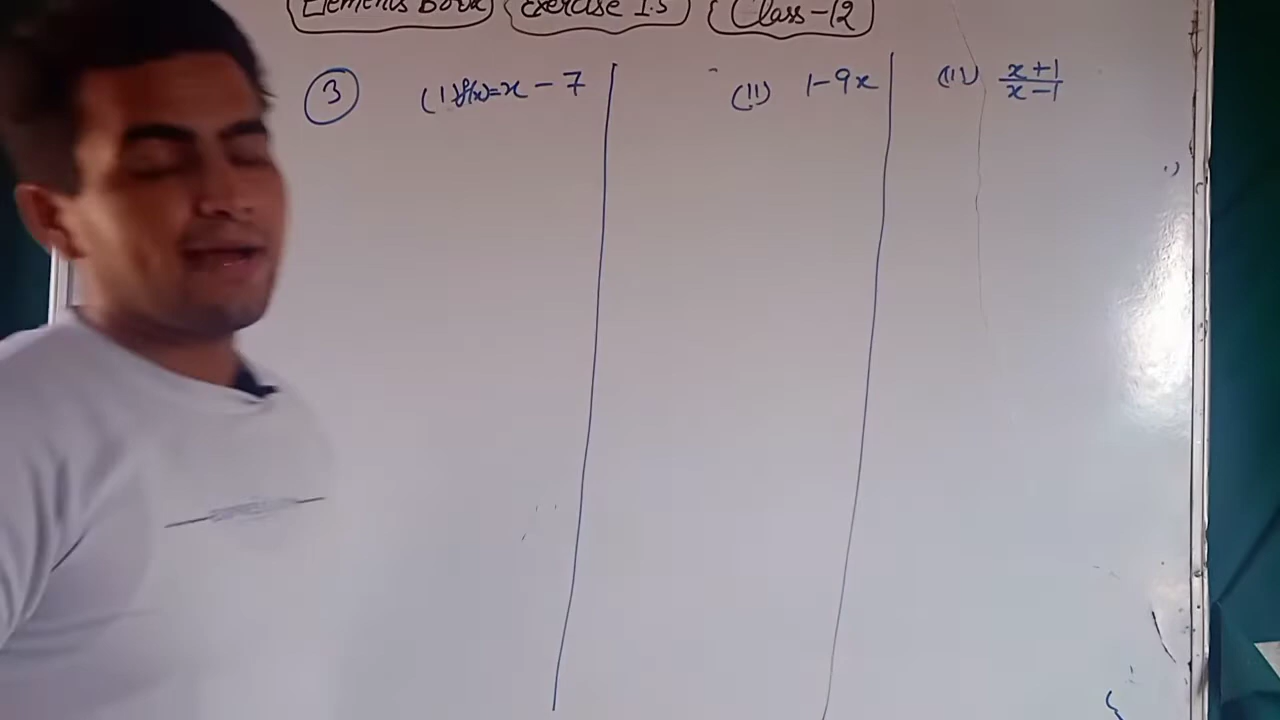 Elements Book Exercise 1.5 Class-12
3 (i) f(x)=x-7 (ii) 1-9x (iii) x+1/x-1